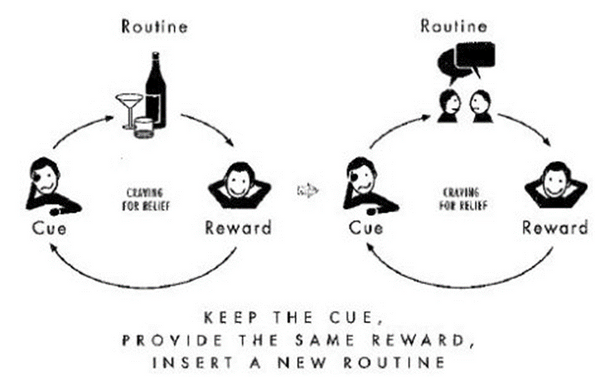 Routine
CRAVING
FOR RELIEF
Cue
Reward
Routine
CRAVING
FOR RELIEF
Cue
Reward
KEEP THE CUE,
PROVIDE THE SAME REWARD,
INSERT A NEW ROUTINE